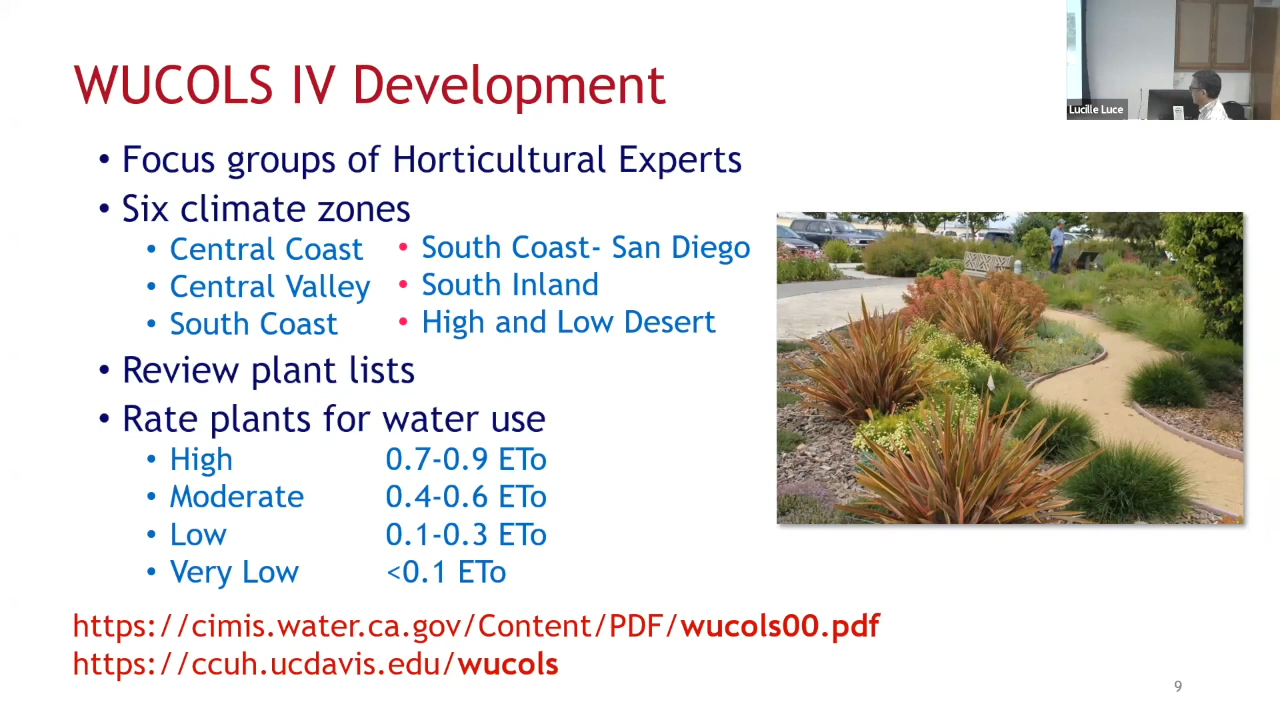 WUCOLS IV Development
• Focus groups of Horticultural Experts
• Six climate zones
• Central Coast
• Central Valley
• South Coast
• South Coast- San Diego
• South Inland
• High and Low Desert
• Review plant lists
• Rate plants for water use
• High 0.7-0.9 ETo
• Moderate 0.4-0.6 ETo
• Low 0.1-0.3 ETo
• Very Low <0.1 ETo
https://cimis.water.ca.gov/Content/PDF/wucols00.pdf
https://ccuh.ucdavis.edu/wucols
9
Lucille Luce